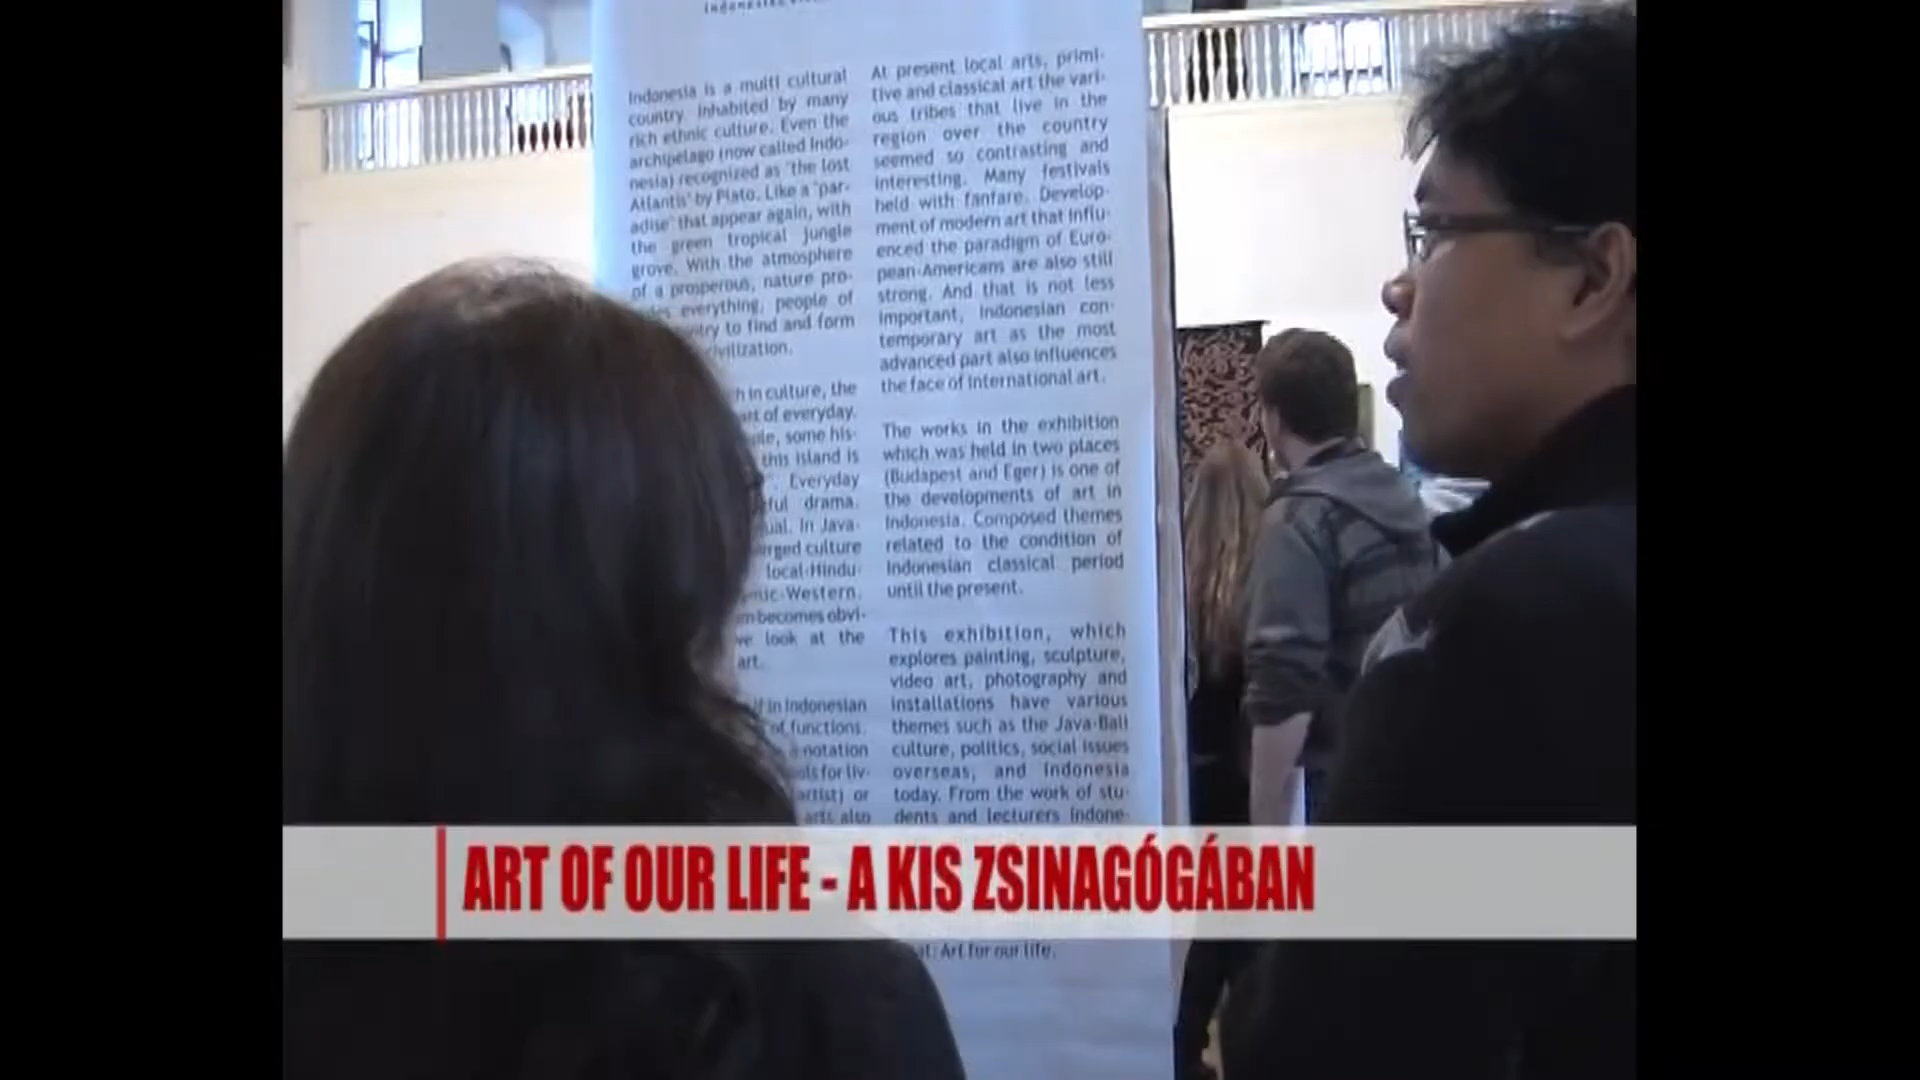 Indonesia is a multi cultural
country. Inhabited by many
rich ethnic culture. Even the
archipelago (now called Indo-
nesia) recognized as "the lost
Atlantis" by Plato. Like a "par-
adise" that appear again, with
the green tropical jungle
grove. With the atmosphere
of a prosperous, nature pro-
everything, people of
to find and form
in culture, the
of everyday.
some his-
this island is
Everyday
drama.
In Java-
culture
local-Hindu-
Western.
becomes obvi-
look at the
art.
in Indonesian
of functions.
notation
for liv-
artist) or
arts also
At present local arts, primi-
tive and classical art the vari-
ous tribes that live in the
region over the country
seemed so contrasting and
interesting. Many festivals
held with fanfare. Develop-
ment of modern art that influ-
enced the paradigm of Euro-
pean-Americans are also still
strong. And that is not less
important, Indonesian con-
temporary art as the most
advanced part also influences
the face of international art.
The works in the exhibition
which was held in two places
(Budapest and Eger) is one of
the developments of art in
Indonesia. Composed themes
related to the condition of
Indonesian classical period
until the present.
This exhibition, which
explores painting, sculpture,
video art, photography and
installations have various
themes such as the Java-Bali
culture, politics, social issues
overseas, and Indonesia
today. From the work of stu-
dents and lecturers Indone-
Art for our life.
ART OF OUR LIFE - A KIS ZSINAGÓGÁBAN